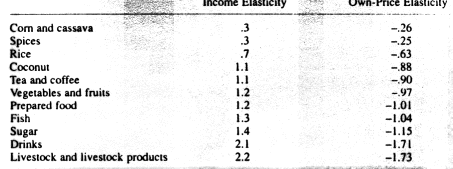 Income Elasticity Own-Price Elasticity
Corn and cassava .3 -.26
Spices .3 -.25
Rice .7 -.63
Coconut 1.1 -.88
Tea and coffee 1.1 -.90
Vegetables and fruits 1.2 -.97
Prepared food 1.2 -1.01
Fish 1.3 -1.04
Sugar 1.4 -1.15
Drinks 2.1 -1.71
Livestock and livestock products 2.2 -1.73